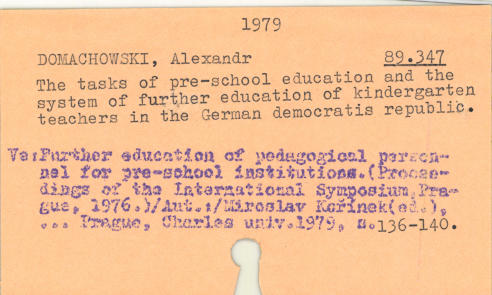 1979
DOMACHOWSKI, Alexandr 89.347
The tasks of pre-school education and the
system of further education of kindergarten
teachers in the German democratis republic.
Ve:Further education of pedagogical person-
nel for pre-school institutions.(Procee-
dings of the International Symposium,Pra-
gue, 1976.)/Aut.:/Miroslav Kořínek(ed.),
... Prague, Charles univ.1979, s.136-140.